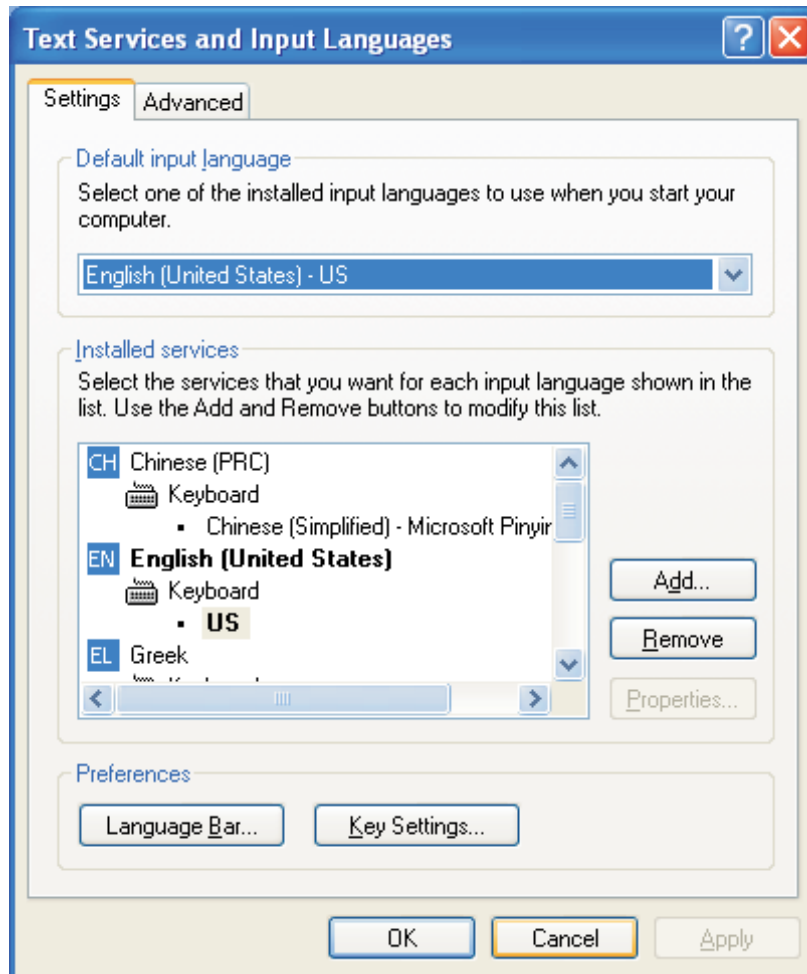 Text Services and Input Languages
Settings
Advanced
Default input language
Select one of the installed input languages to use when you start your
computer.
English (United States) - US
Installed services
Select the services that you want for each input language shown in the
list. Use the Add and Remove buttons to modify this list.
CH Chinese (PRC)
Keyboard
Chinese (Simplified) - Microsoft Pinyin
EN English (United States)
Keyboard
US
EL Greek
Add...
Remove
Properties...
Preferences
Language Bar...
Key Settings...
OK
Cancel
Apply